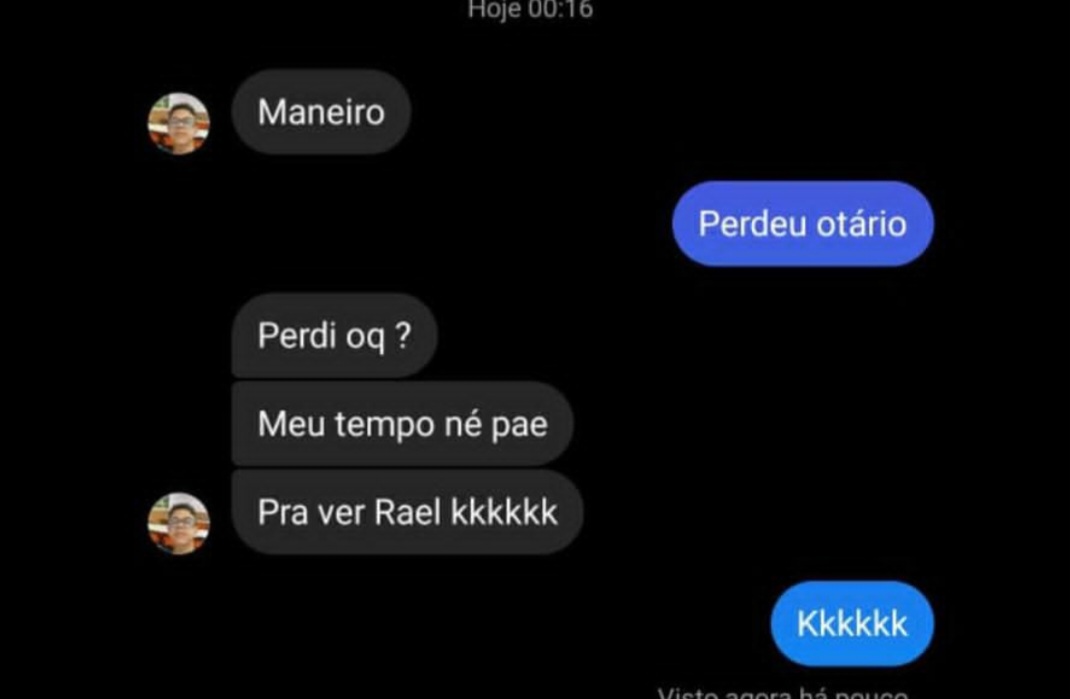 Hoje 00:16
Maneiro
Perdeu otário
Perdi oq ?
Meu tempo né pae
Pra ver Rael kkkkkk
Kkkkkk
Visto agora há pouco